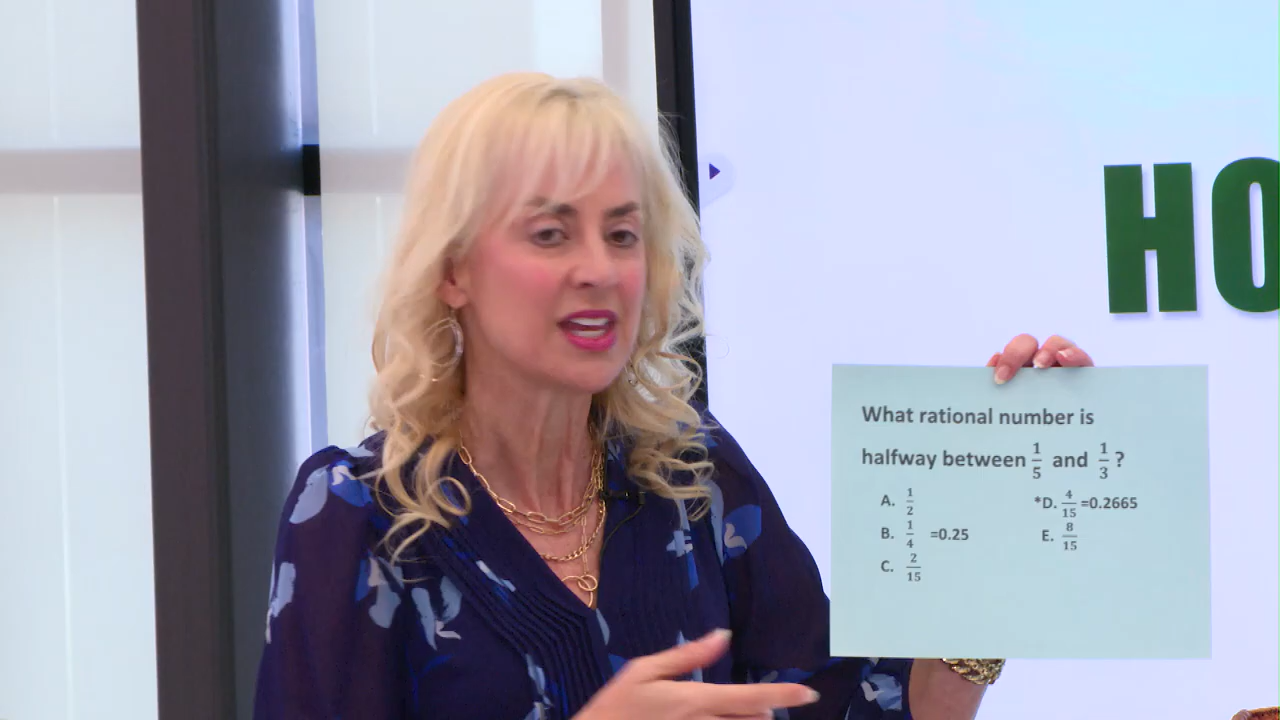 HO
What rational number is
halfway between 1/5 and 1/3 ?
A. 1/2
B. 1/4 =0.25
C. 2/15
*D. 4/15 =0.2665
E. 8/15